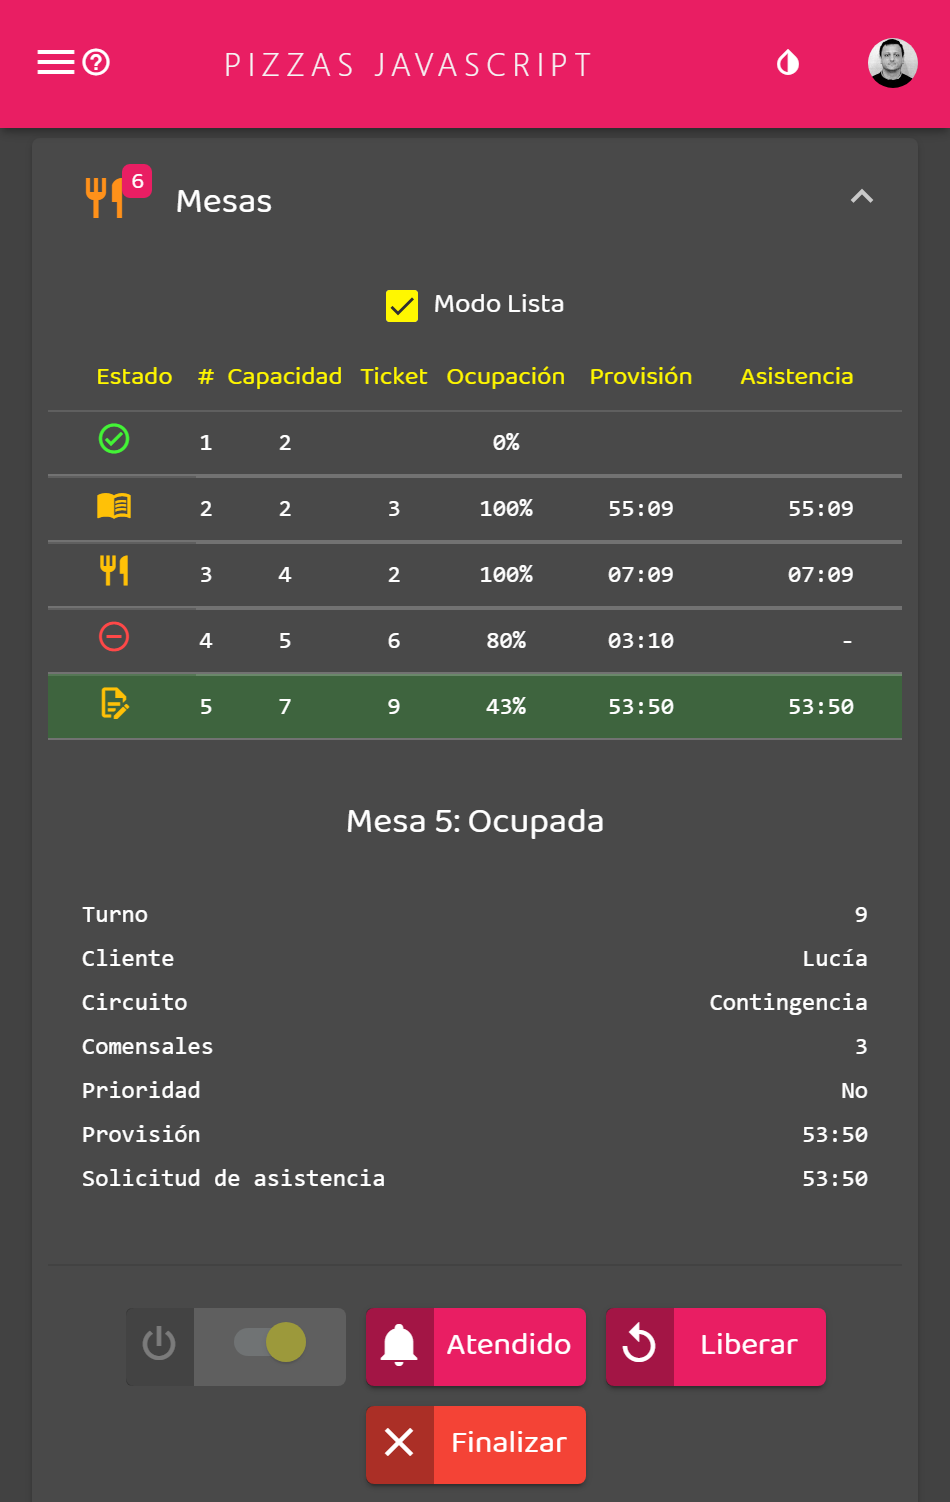 PIZZAS JAVASCRIPT
6
Mesas
Modo Lista
Estado # Capacidad Ticket Ocupación Provisión Asistencia
1 2 0%
2 2 3 100% 55:09 55:09
3 4 2 100% 07:09 07:09
4 5 6 80% 03:10 -
5 7 9 43% 53:50 53:50
Mesa 5: Ocupada
Turno 9
Cliente Lucía
Circuito Contingencia
Comensales 3
Prioridad No
Provisión 53:50
Solicitud de asistencia 53:50
Atendido Liberar
Finalizar